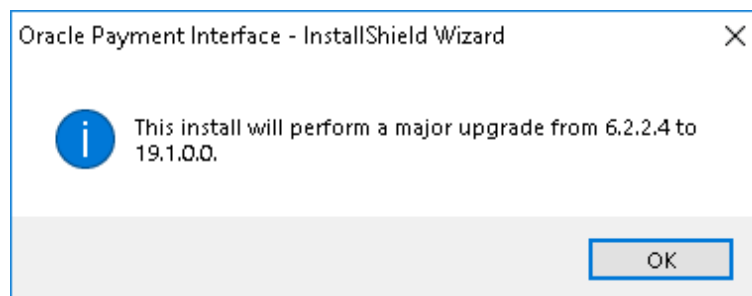 Oracle Payment Interface - InstallShield Wizard
This install will perform a major upgrade from 6.2.2.4 to
19.1.0.0.
OK